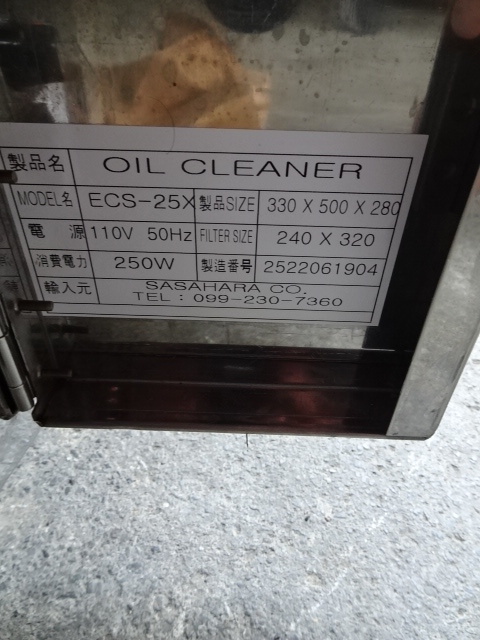 製品名 OIL CLEANER
MODEL名 ECS-25X 製品SIZE 330 X 500 X 280
電 源 110V 50Hz FILTER SIZE 240 X 320
消費電力 250W 製造番号 2522061904
輸入元 SASAHARA CO.
TEL : 099-230-7360